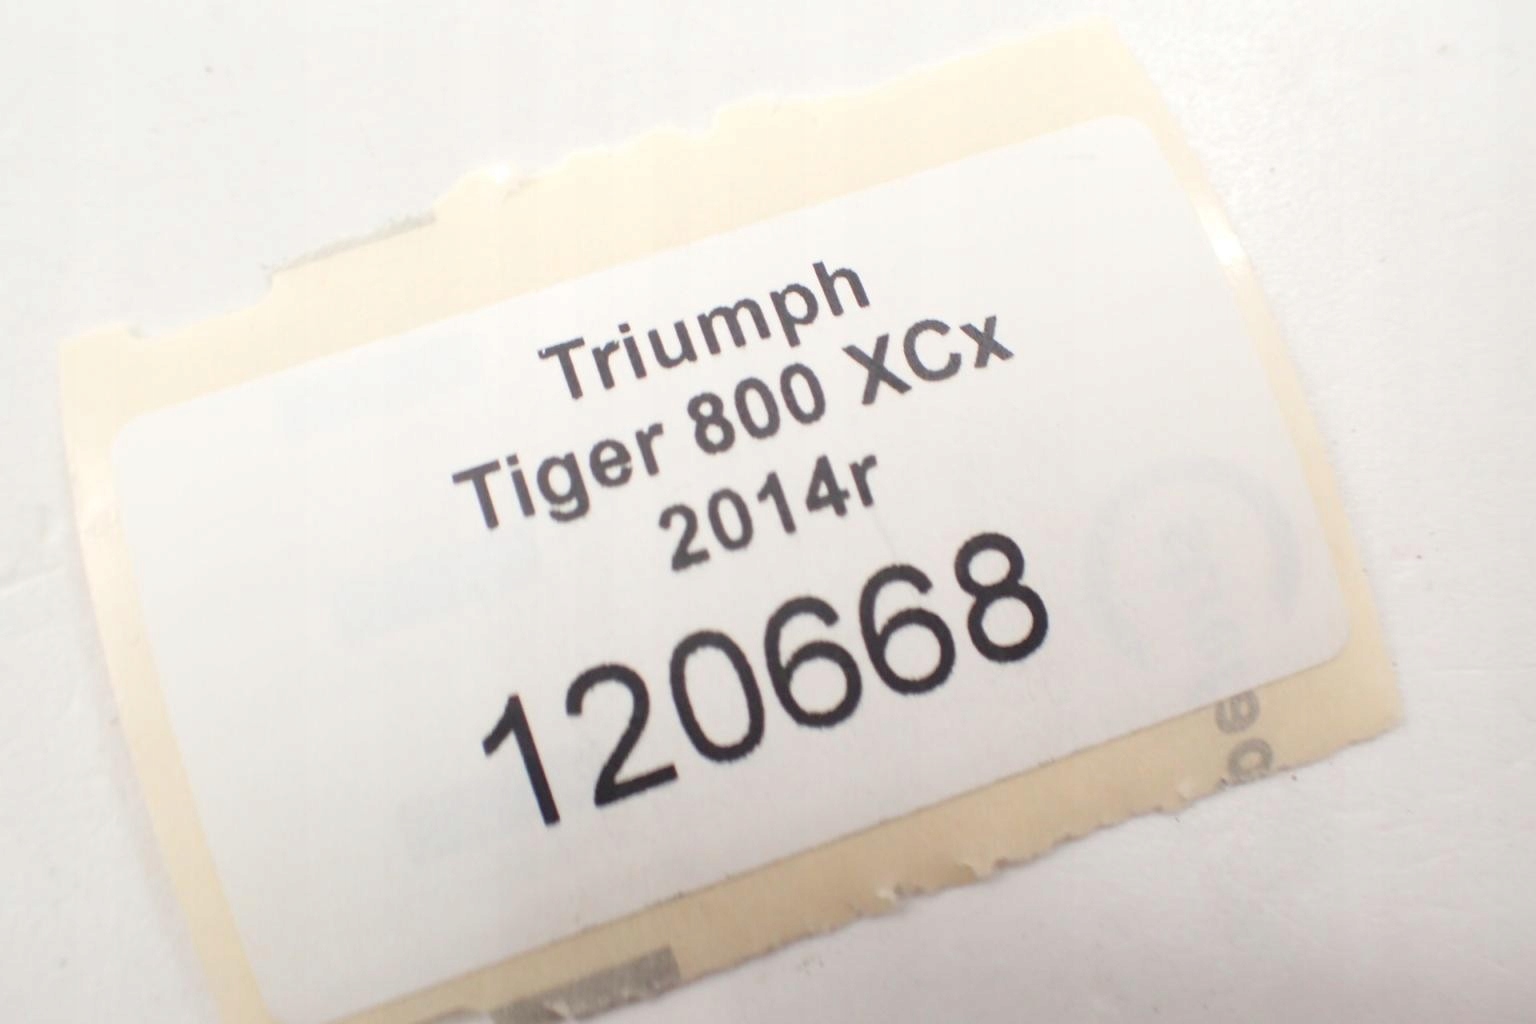 Triumph
Tiger 800 XCx
2014r
120668